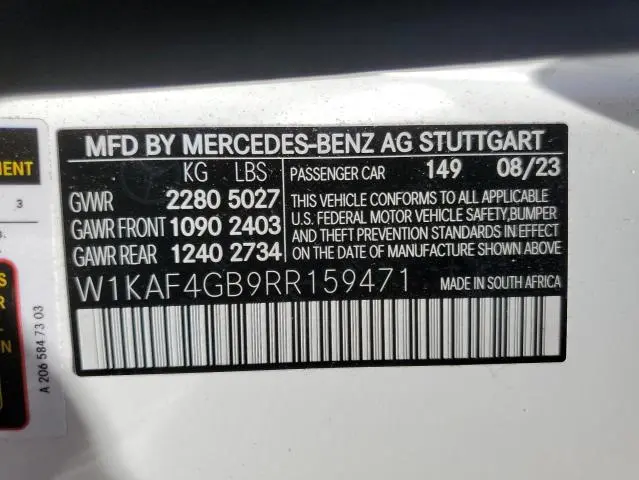 MFD BY MERCEDES-BENZ AG STUTTGART
KG LBS PASSENGER CAR 149 08/23
GVWR 2280 5027
GAWR FRONT 1090 2403
GAWR REAR 1240 2734
THIS VEHICLE CONFORMS TO ALL APPLICABLE
U.S. FEDERAL MOTOR VEHICLE SAFETY,BUMPER
AND THEFT PREVENTION STANDARDS IN EFFECT
ON THE DATE OF MANUFACTURE SHOWN ABOVE.
W1KAF4GB9RR159471 MADE IN SOUTH AFRICA
MENT
3
S
R
N
A 206 584 73 03